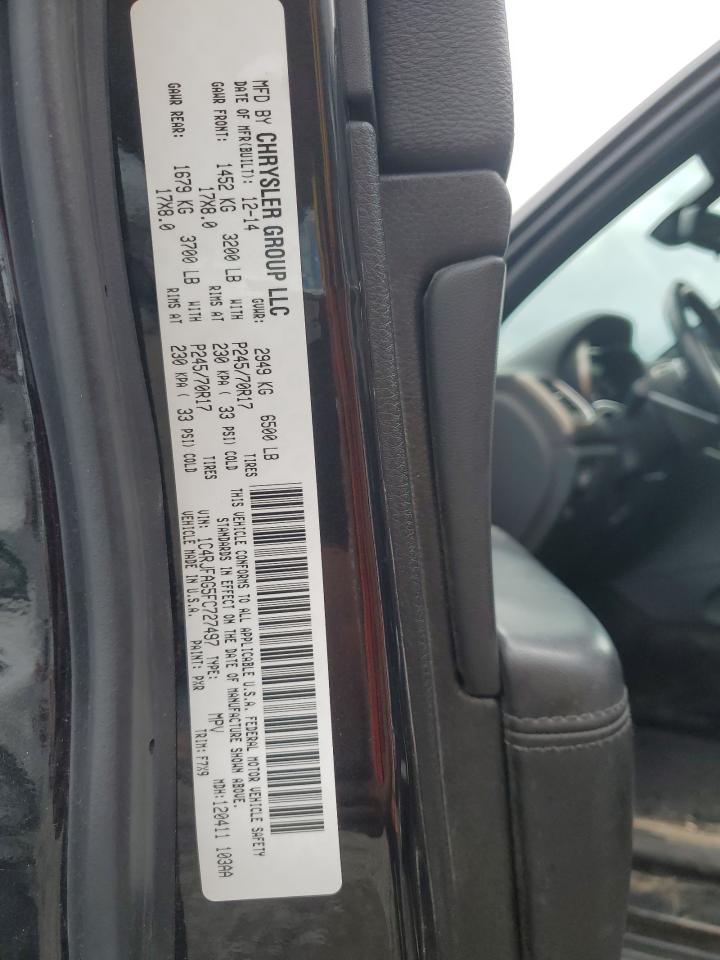 MFD BY CHRYSLER GROUP LLC
DATE OF MFR(BUILT): 12-14 GVWR: 2949 KG 6500 LB
GAWR FRONT: 1452 KG 3200 LB WITH P245/70R17 TIRES
17X8.0 RIMS AT 230 KPA ( 33 PSI) COLD
GAWR REAR: 1679 KG 3700 LB WITH P245/70R17 TIRES
17X8.0 RIMS AT 230 KPA ( 33 PSI) COLD
THIS VEHICLE CONFORMS TO ALL APPLICABLE U.S.A. FEDERAL MOTOR VEHICLE SAFETY
STANDARDS IN EFFECT ON THE DATE OF MANUFACTURE SHOWN ABOVE.
VIN: 1C4RJFAG5FC727497 TYPE: MPV MDH:120411 103AA
VEHICLE MADE IN U.S.A. PAINT: PXR TRIM: F7X9